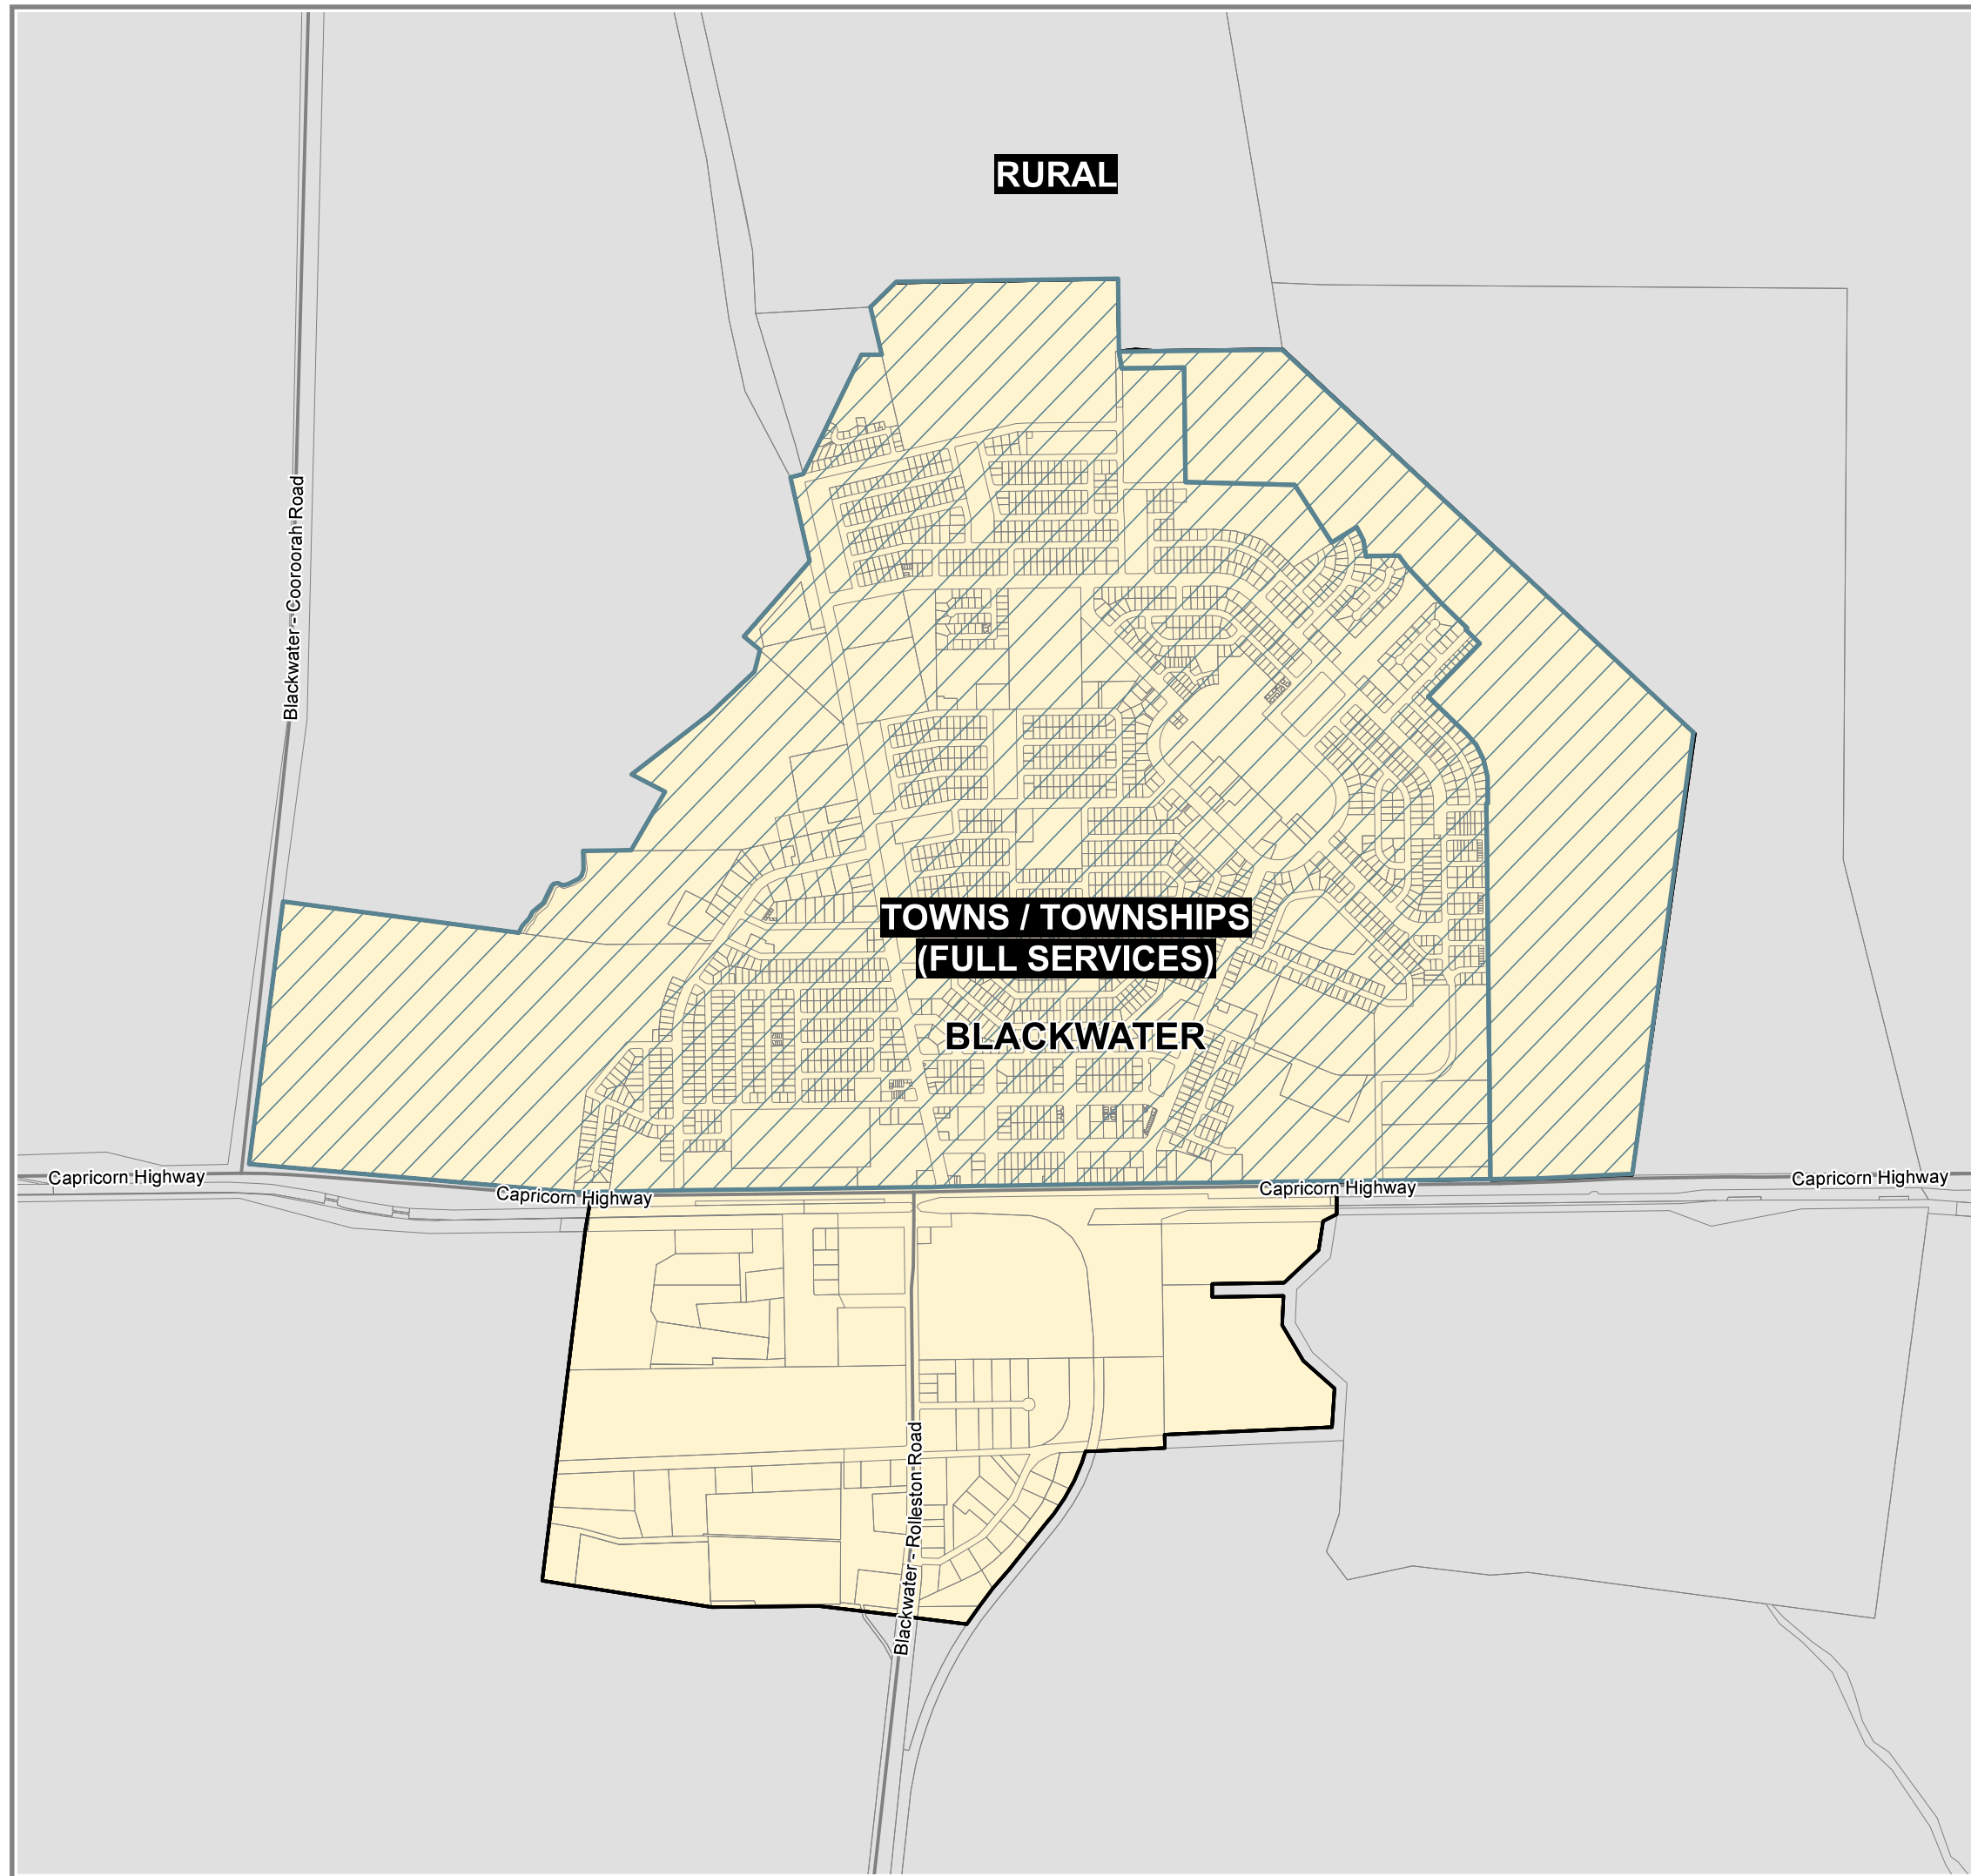 RURAL
Blackwater - Cooroorah Road
TOWNS / TOWNSHIPS
(FULL SERVICES)
BLACKWATER
Capricorn Highway
Capricorn Highway
Capricorn Highway
Capricorn Highway
Blackwater - Rolleston Road